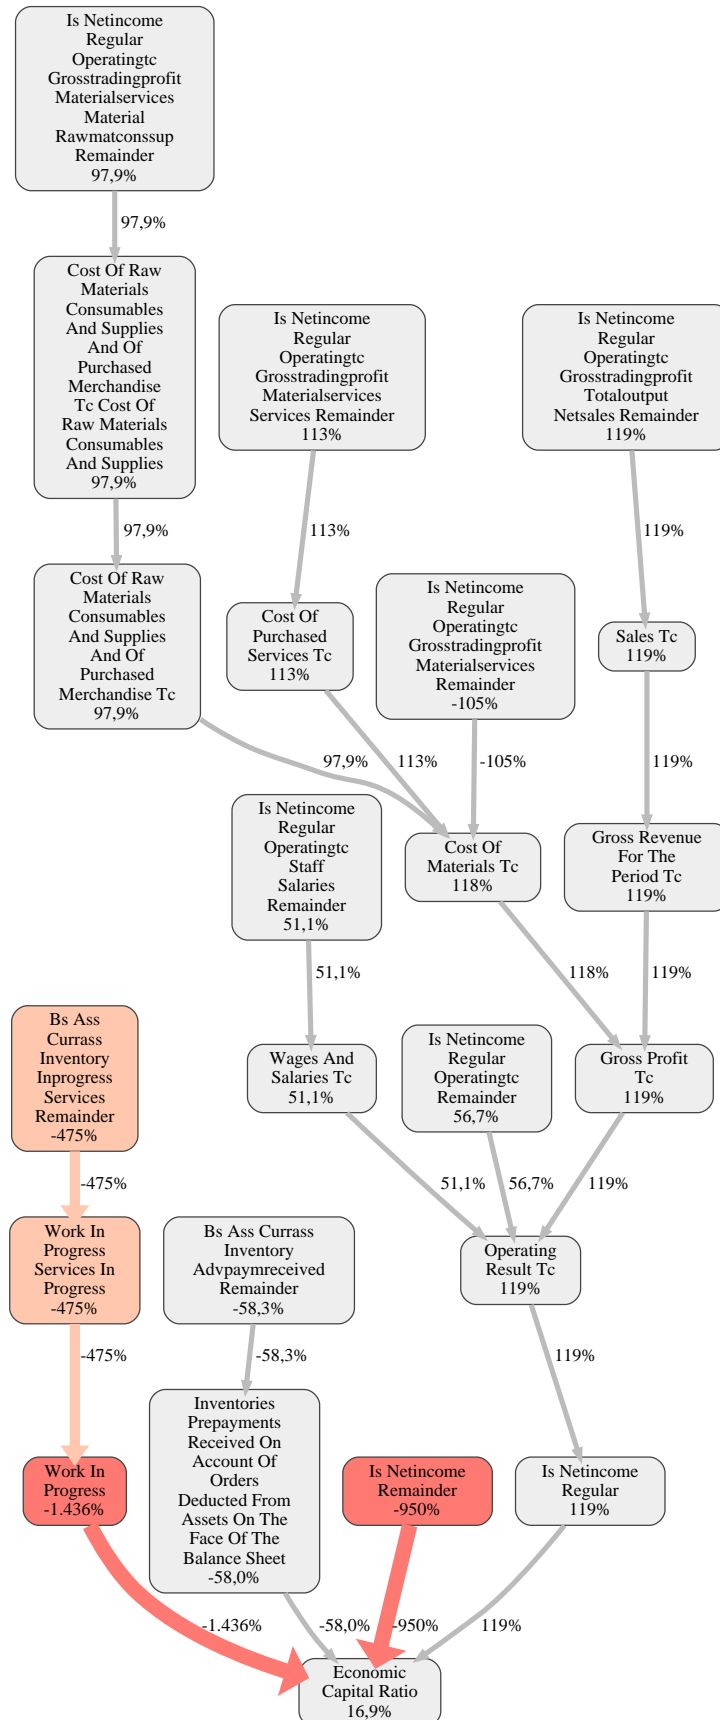 Is Netincome
Regular
Operatingtc
Grosstradingprofit
Materialservices
Material
Rawmatconssup
Remainder
97,9%
97,9%
Cost Of Raw
Materials
Consumables
And Supplies
And Of
Purchased
Merchandise
Tc Cost Of
Raw Materials
Consumables
And Supplies
97,9%
Is Netincome
Regular
Operatingtc
Grosstradingprofit
Materialservices
Services Remainder
113%
Is Netincome
Regular
Operatingtc
Grosstradingprofit
Totaloutput
Netsales Remainder
119%
97,9%
113%
119%
Cost Of Raw
Materials
Consumables
And Supplies
And Of
Purchased
Merchandise Tc
97,9%
Cost Of
Purchased
Services Tc
113%
Is Netincome
Regular
Operatingtc
Grosstradingprofit
Materialservices
Remainder
-105%
Sales Tc
119%
97,9%
113%
-105%
119%
Is Netincome
Regular
Operatingtc
Staff
Salaries
Remainder
51,1%
Cost Of
Materials Tc
118%
Gross Revenue
For The
Period Tc
119%
51,1%
118%
119%
Bs Ass
Currass
Inventory
Inprogress
Services
Remainder
-475%
Wages And
Salaries Tc
51,1%
Is Netincome
Regular
Operatingtc
Remainder
56,7%
Gross Profit
Tc
119%
-475%
51,1%
56,7%
119%
Work In
Progress
Services In
Progress
-475%
Bs Ass Currass
Inventory
Advpaymreceived
Remainder
-58,3%
Operating
Result Tc
119%
-475%
-58,3%
119%
Work In
Progress
-1.436%
Inventories
Prepayments
Received On
Account Of
Orders
Deducted From
Assets On The
Face Of The
Balance Sheet
-58,0%
Is Netincome
Remainder
-950%
Is Netincome
Regular
119%
-1.436%
-58,0%
-950%
119%
Economic
Capital Ratio
16,9%